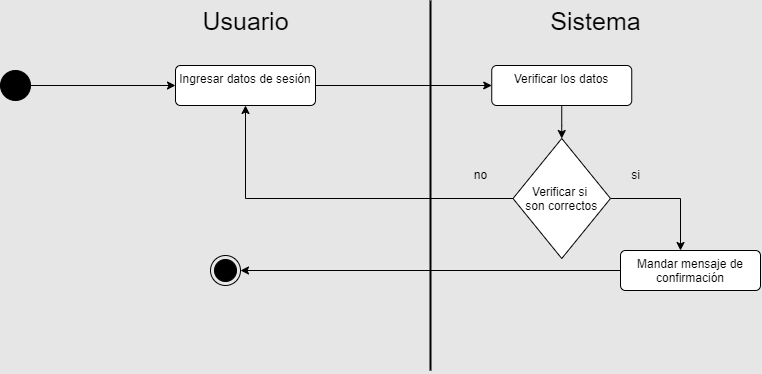 Usuario
Sistema
Ingresar datos de sesión
Verificar los datos
no
si
Verificar si
son correctos
Mandar mensaje de
confirmación